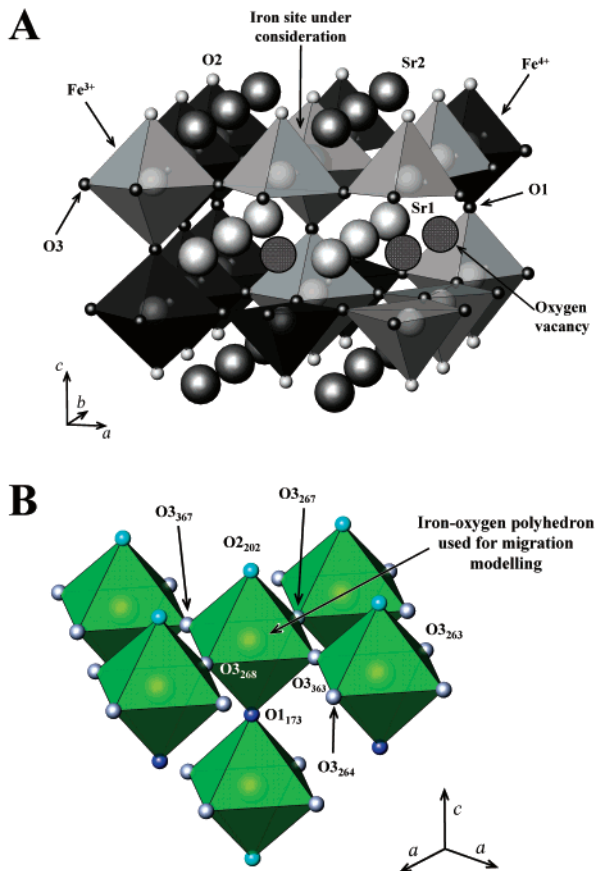 A
Iron site under
consideration
O2
Sr2
Fe³⁺
Fe⁴⁺
O3
Sr1
O1
Oxygen
vacancy
c
b
a
B
O3₃₆₇
O3₂₆₇
O2₂₀₂
Iron-oxygen polyhedron
used for migration
modelling
O3₂₆₃
O3₂₆₈
O3₃₆₃
O1₁₇₃
O3₂₆₄
c
a
a